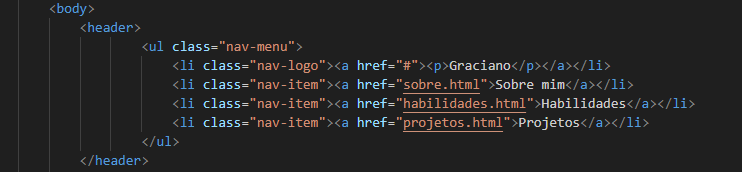 <body>
<header>
<ul class="nav-menu">
<li class="nav-logo"><a href="#"><p>Graciano</p></a></li>
<li class="nav-item"><a href="sobre.html">Sobre mim</a></li>
<li class="nav-item"><a href="habilidades.html">Habilidades</a></li>
<li class="nav-item"><a href="projetos.html">Projetos</a></li>
</ul>
</header>